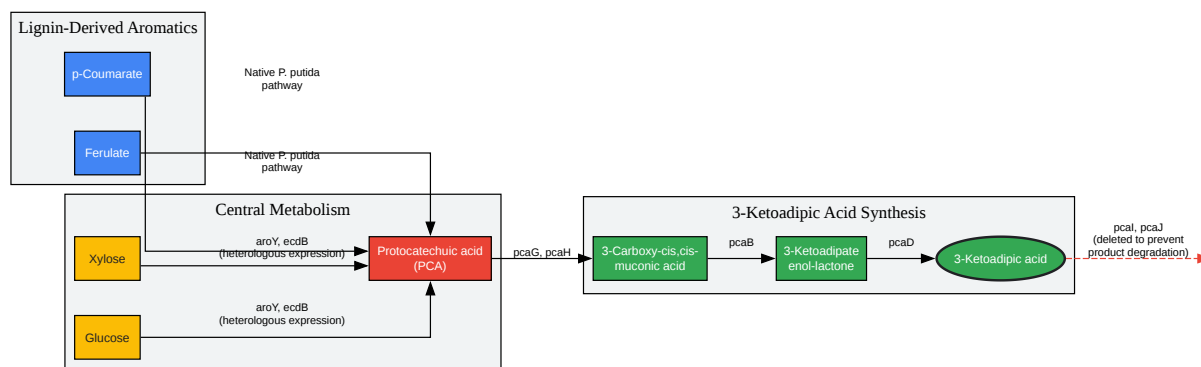 Lignin-Derived Aromatics
p-Coumarate
Native P. putida
pathway
Ferulate
Native P. putida
pathway
Central Metabolism
Xylose
aroY, ecdB
(heterologous expression)
Protocatechuic acid
(PCA)
Glucose
aroY, ecdB
(heterologous expression)
pcaG, pcaH
3-Ketoadipic Acid Synthesis
3-Carboxy-cis,cis-
muconic acid
pcaB
3-Ketoadipate
enol-lactone
pcaD
3-Ketoadipic acid
pcaI, pcaJ
(deleted to prevent
product degradation)